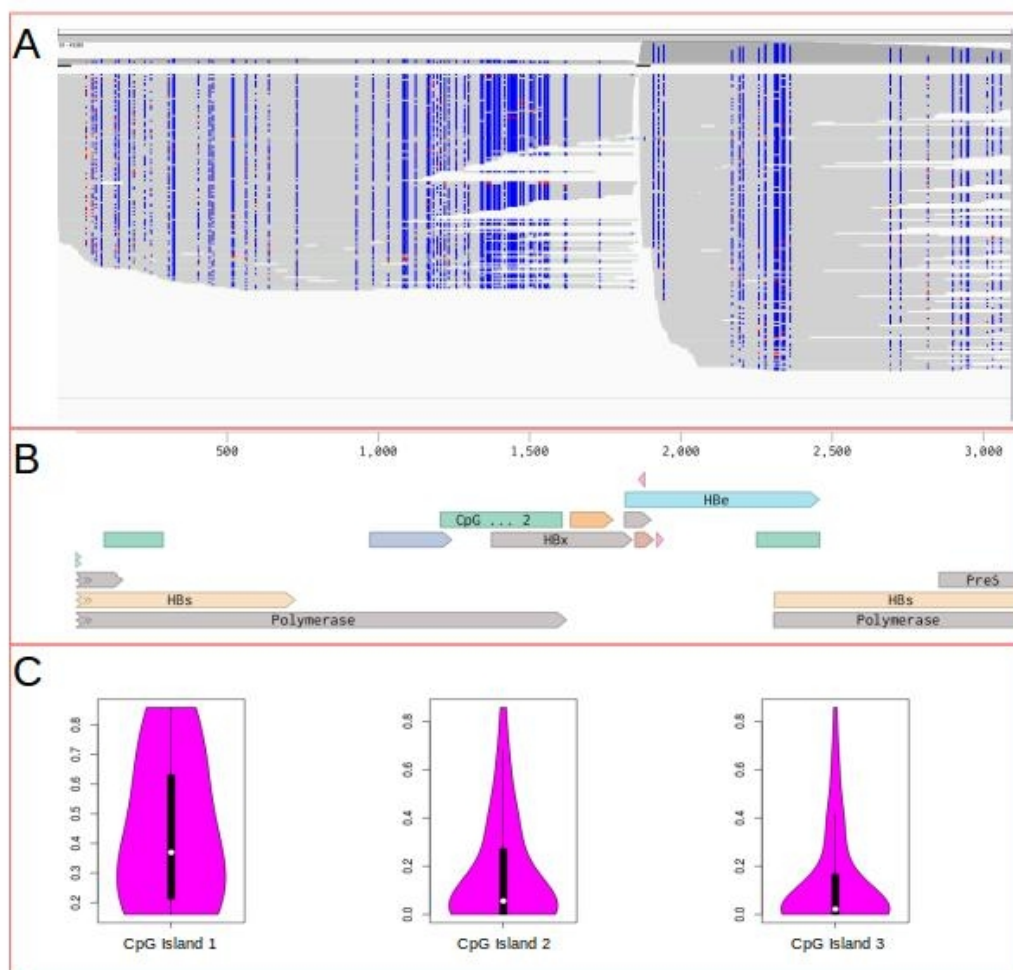 A
B
500 1,000 1,500 2,000 2,500 3,000
HBe
CpG ... 2
HBx
PreS
HBs HBs
Polymerase Polymerase
C
0.8
0.7
0.6
0.5
0.4
0.3
0.2
CpG Island 1
0.8
0.6
0.4
0.2
0.0
CpG Island 2
0.8
0.6
0.4
0.2
0.0
CpG Island 3